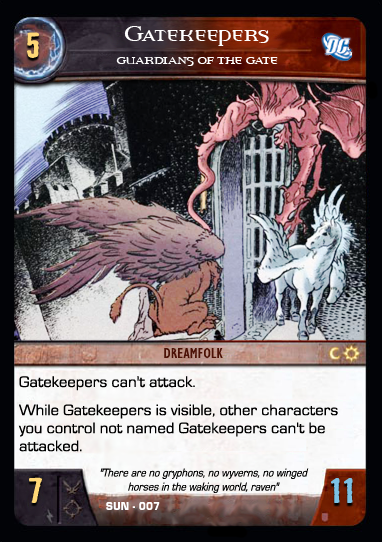 5
GATEKEEPERS
GUARDIANS OF THE GATE
DC
DREAMFOLK
Gatekeepers can't attack.
While Gatekeepers is visible, other characters
you control not named Gatekeepers can't be
attacked.
"There are no gryphons, no wyverns, no winged
horses in the waking world, raven"
7
SUN · 007
11